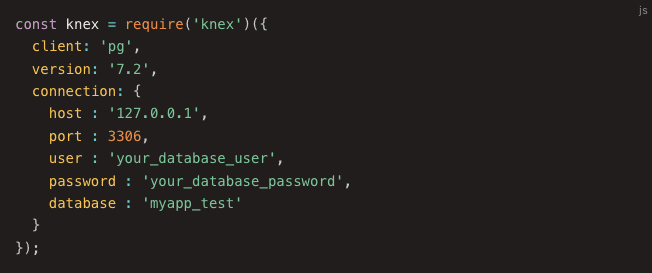 js
const knex = require('knex')({
  client: 'pg',
  version: '7.2',
  connection: {
    host : '127.0.0.1',
    port : 3306,
    user : 'your_database_user',
    password : 'your_database_password',
    database : 'myapp_test'
  }
});